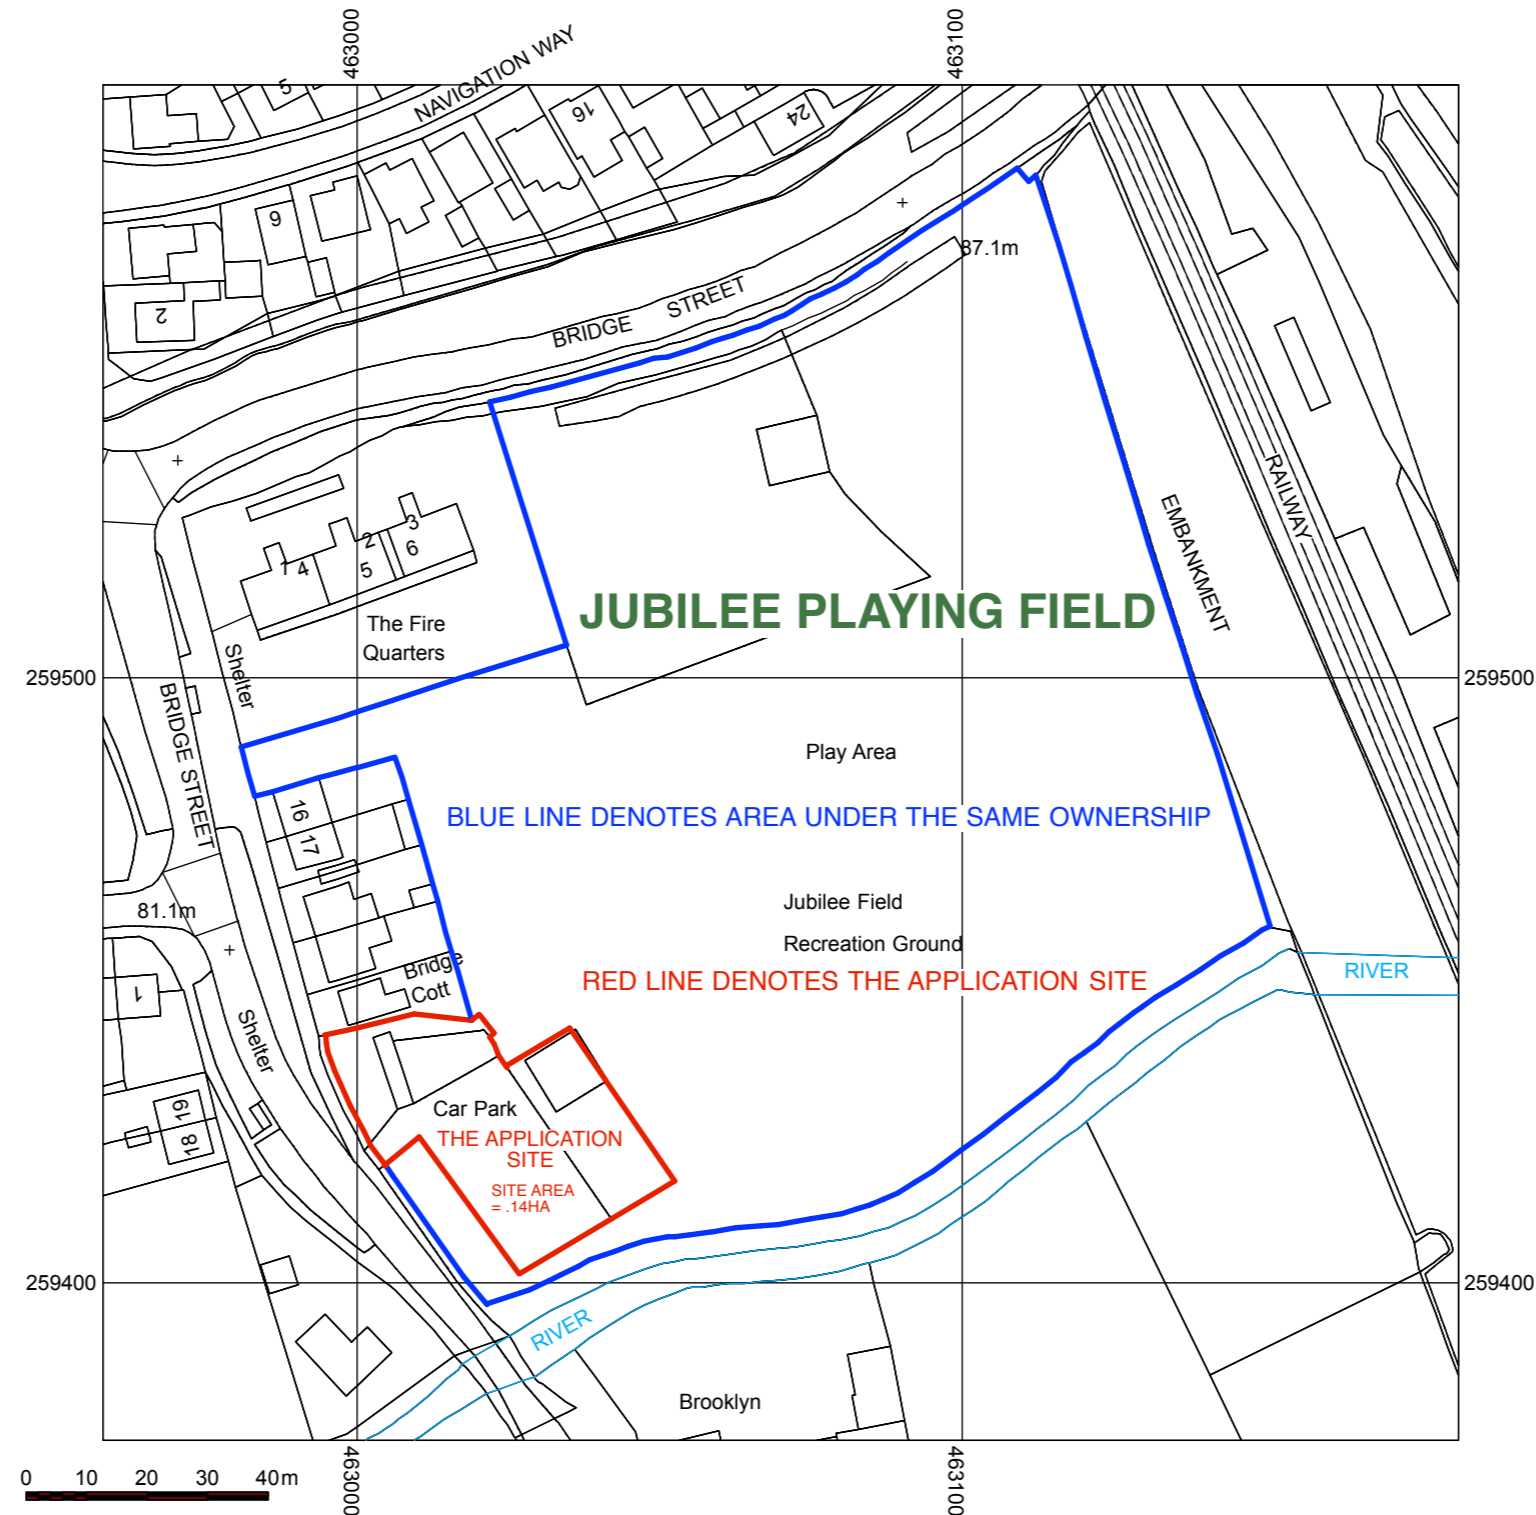 463000
463100
NAVIGATION WAY
5
16
24
6
2
87.1m
BRIDGE STREET
RAILWAY
EMBANKMENT
3
2
6
1
4
5
JUBILEE PLAYING FIELD
The Fire
Quarters
Shelter
259500
259500
BRIDGE STREET
Play Area
16
17
BLUE LINE DENOTES AREA UNDER THE SAME OWNERSHIP
81.1m
Jubilee Field
Recreation Ground
Bridge
Cott
RED LINE DENOTES THE APPLICATION SITE
RIVER
1
Shelter
19
18
Car Park
THE APPLICATION
SITE
SITE AREA
= .14HA
259400
259400
RIVER
Brooklyn
0 10 20 30 40m
463000
463100